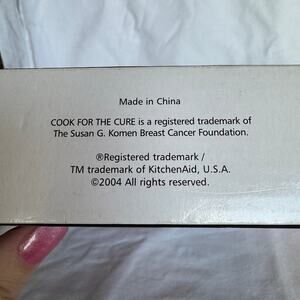 Made in China
COOK FOR THE CURE is a registered trademark of
The Susan G. Komen Breast Cancer Foundation.
®Registered trademark /
TM trademark of KitchenAid, U.S.A.
©2004 All rights reserved.